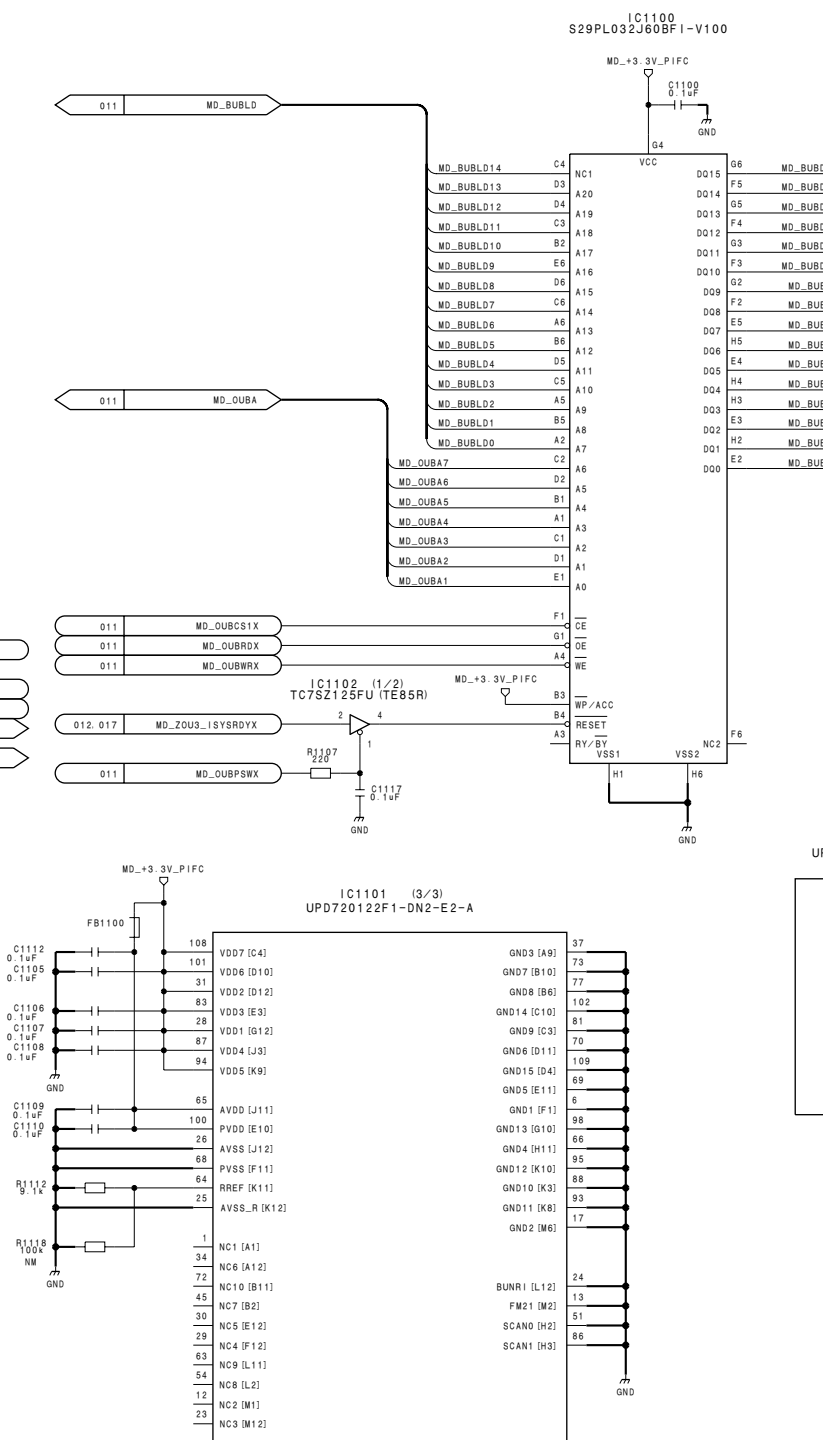 IC1100
S29PL032J60BFI-V100
MD_+3.3V_PIFC
C1100
0.1uF
GND
011 MD_BUBLD
G4
VCC
MD_BUBLD14 C4 NC1 DQ15 G6
MD_BUBLD13 D3 A20 DQ14 F5
MD_BUBLD12 D4 A19 DQ13 G5
MD_BUBLD11 C3 A18 DQ12 F4
MD_BUBLD10 B2 A17 DQ11 G3
MD_BUBLD9 E6 A16 DQ10 F3
MD_BUBLD8 D6 A15 DQ9 G2
MD_BUBLD7 C6 A14 DQ8 F2
MD_BUBLD6 A6 A13 DQ7 E5
MD_BUBLD5 B6 A12 DQ6 H5
MD_BUBLD4 D5 A11 DQ5 E4
MD_BUBLD3 C5 A10 DQ4 H4
MD_BUBLD2 A5 A9 DQ3 H3
MD_BUBLD1 B5 A8 DQ2 E3
MD_BUBLD0 A2 A7 DQ1 H2
011 MD_OUBA
MD_OUBA7 C2 A6 DQ0 E2
MD_OUBA6 D2 A5
MD_OUBA5 B1 A4
MD_OUBA4 A1 A3
MD_OUBA3 C1 A2
MD_OUBA2 D1 A1
MD_OUBA1 E1 A0
011 MD_OUBCS1X F1 CE
011 MD_OUBRDX G1 OE
011 MD_OUBWRX A4 WE
IC1102 (1/2)
TC7SZ125FU(TE85R)
MD_+3.3V_PIFC
B3 WP/ACC
012,017 MD_ZOU3_ISYSRDYX 2 4 B4 RESET
1
A3 RY/BY NC2 F6
VSS1 VSS2
H1 H6
GND
011 MD_OUBPSWX
R1107
220
C1117
0.1uF
GND
MD_+3.3V_PIFC
FB1100
IC1101 (3/3)
UPD720122F1-DN2-E2-A
C1112
0.1uF
C1105
0.1uF
C1106
0.1uF
C1107
0.1uF
C1108
0.1uF
GND
C1109
0.1uF
C1110
0.1uF
R1112
9.1k
R1118
100k
NM
GND
108 VDD7[C4]
101 VDD6[D10]
31 VDD2[D12]
83 VDD3[E3]
28 VDD1[G12]
87 VDD4[J3]
94 VDD5[K9]
65 AVDD[J11]
100 PVDD[E10]
26 AVSS[J12]
68 PVSS[F11]
64 RREF[K11]
25 AVSS_R[K12]
1 NC1[A1]
34 NC6[A12]
72 NC10[B11]
45 NC7[B2]
30 NC5[E12]
29 NC4[F12]
63 NC9[L11]
54 NC8[L2]
12 NC2[M1]
23 NC3[M12]
GND3[A9] 37
GND7[B10] 73
GND8[B6] 77
GND14[C10] 102
GND9[C3] 81
GND6[D11] 70
GND15[D4] 109
GND5[E11] 69
GND1[F1] 6
GND13[G10] 98
GND4[H11] 66
GND12[K10] 95
GND10[K3] 88
GND11[K8] 93
GND2[M6] 17
BUNRI[L12] 24
FM21[M2] 13
SCAN0[H2] 51
SCAN1[H3] 86
GND